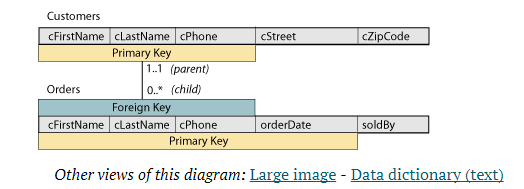 Customers
cFirstName cLastName cPhone cStreet cZipCode
Primary Key
1..1 (parent)
0..* (child)
Orders
Foreign Key
cFirstName cLastName cPhone orderDate soldBy
Primary Key
Other views of this diagram: Large image - Data dictionary (text)